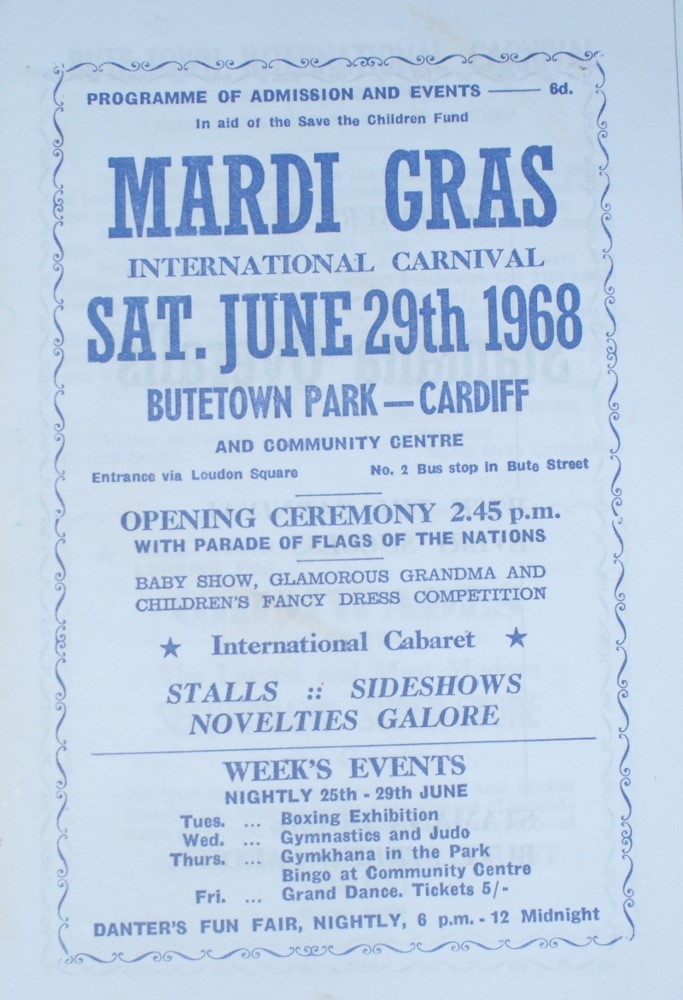 PROGRAMME OF ADMISSION AND EVENTS —— 6d.
In aid of the Save the Children Fund
MARDI GRAS
INTERNATIONAL CARNIVAL
SAT. JUNE 29th 1968
BUTETOWN PARK — CARDIFF
AND COMMUNITY CENTRE
Entrance via Loudon Square No. 2 Bus stop in Bute Street
OPENING CEREMONY 2.45 p.m.
WITH PARADE OF FLAGS OF THE NATIONS
BABY SHOW, GLAMOROUS GRANDMA AND
CHILDREN'S FANCY DRESS COMPETITION
★ International Cabaret ★
STALLS :: SIDESHOWS
NOVELTIES GALORE
WEEK'S EVENTS
NIGHTLY 25th - 29th JUNE
Tues. ... Boxing Exhibition
Wed. ... Gymnastics and Judo
Thurs. ... Gymkhana in the Park
Bingo at Community Centre
Fri. ... Grand Dance. Tickets 5/-
DANTER'S FUN FAIR, NIGHTLY, 6 p.m. - 12 Midnight